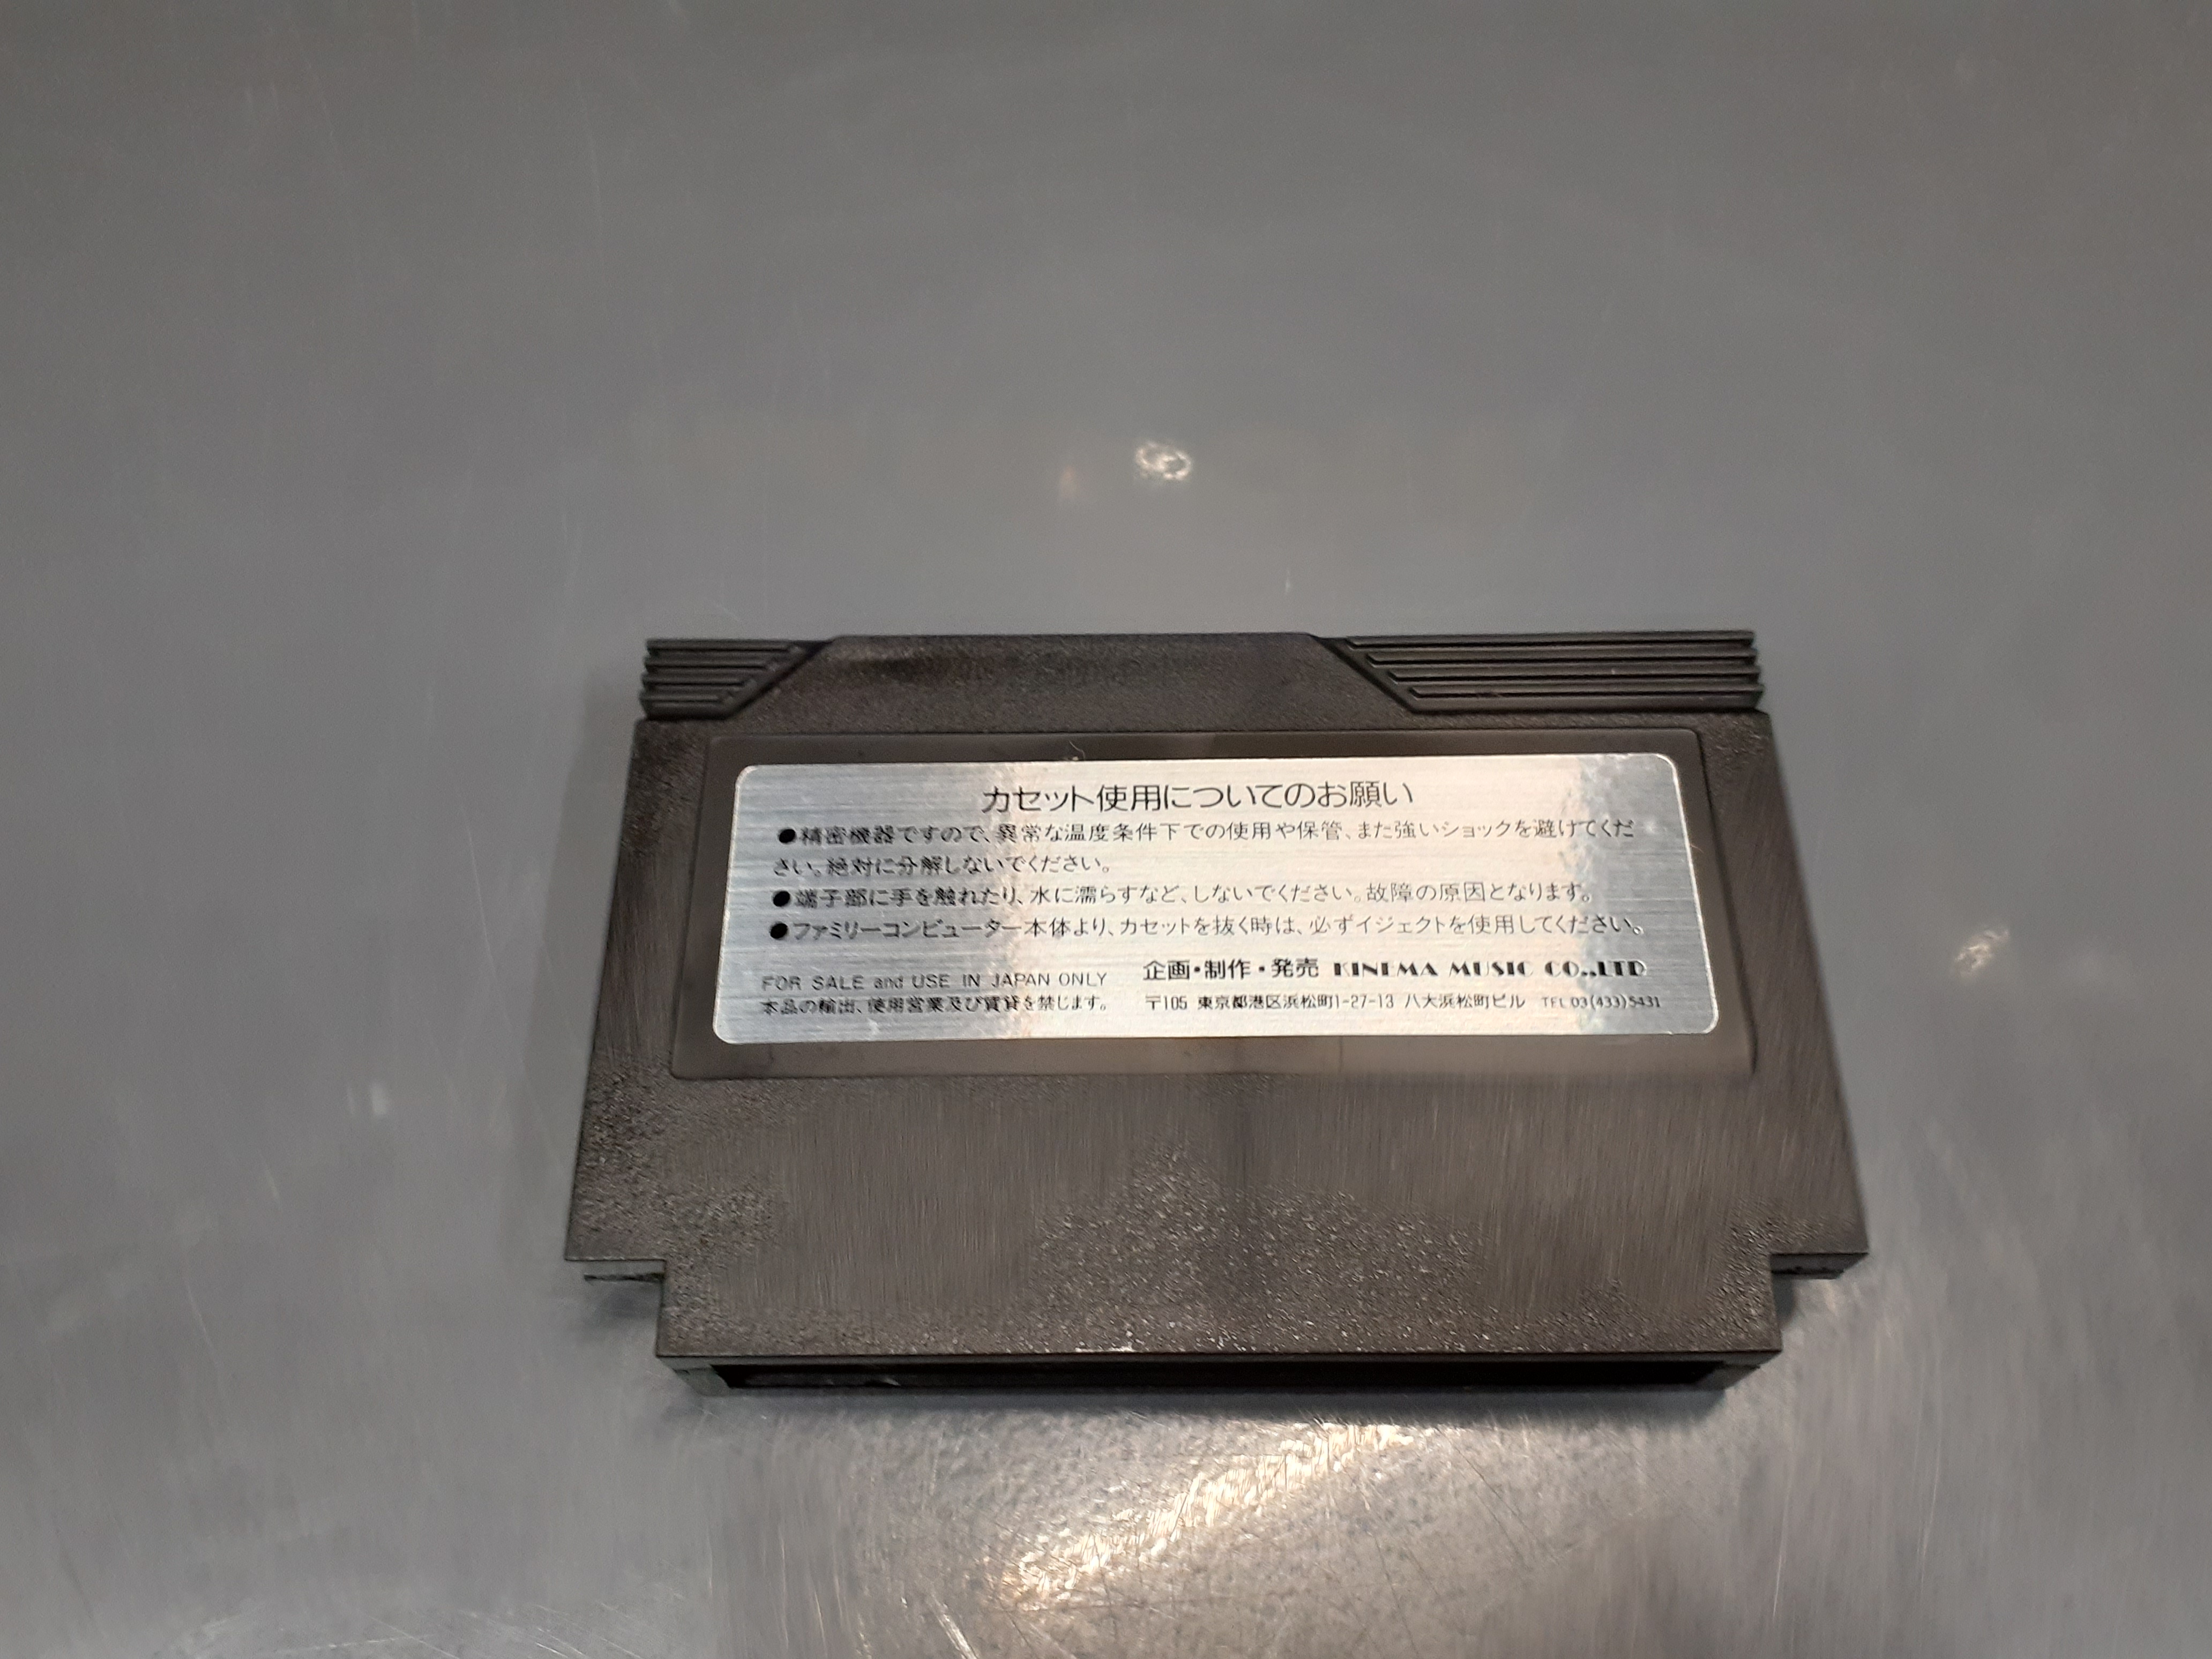 カセット使用についてのお願い
●精密機器ですので、異常な温度条件下での使用や保管、また強いショックを避けてくだ
さい。絶対に分解しないでください。
●端子部に手を触れたり、水に濡らすなど、しないでください。故障の原因となります。
●ファミリーコンピューター本体より、カセットを抜く時は、必ずイジェクトを使用してください。
FOR SALE and USE IN JAPAN ONLY
本品の輸出、使用営業及び賃貸を禁じます。
企画・制作・発売 KINEMA MUSIC CO.,LTD
〒105 東京都港区浜松町1-27-13 八大浜松町ビル TEL 03(433)5431